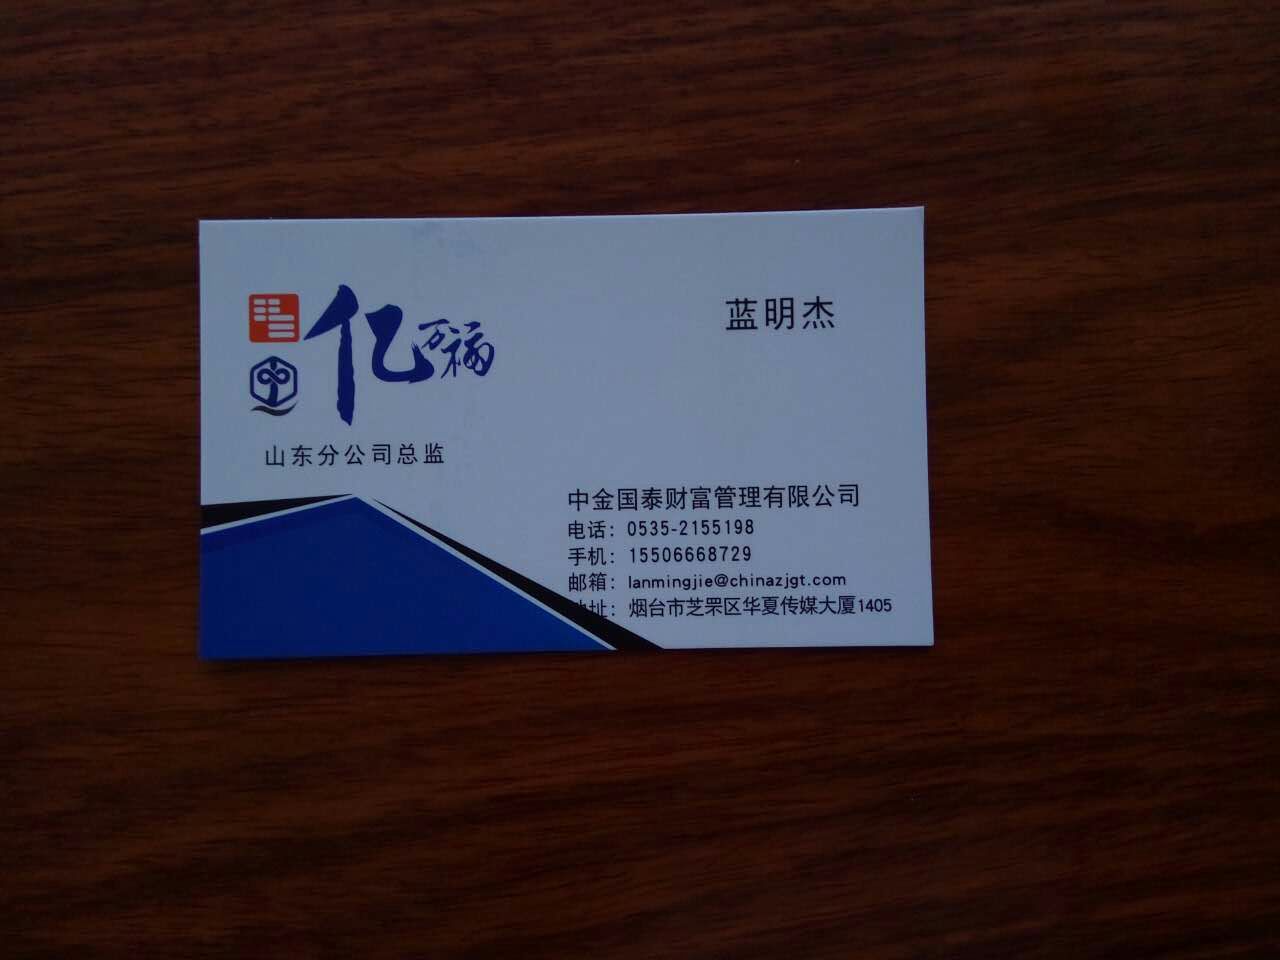 亿万福
蓝明杰
山东分公司总监
中金国泰财富管理有限公司
电话：0535-2155198
手机：15506668729
邮箱：lanmingjie@chinazjgt.com
地址：烟台市芝罘区华夏传媒大厦1405